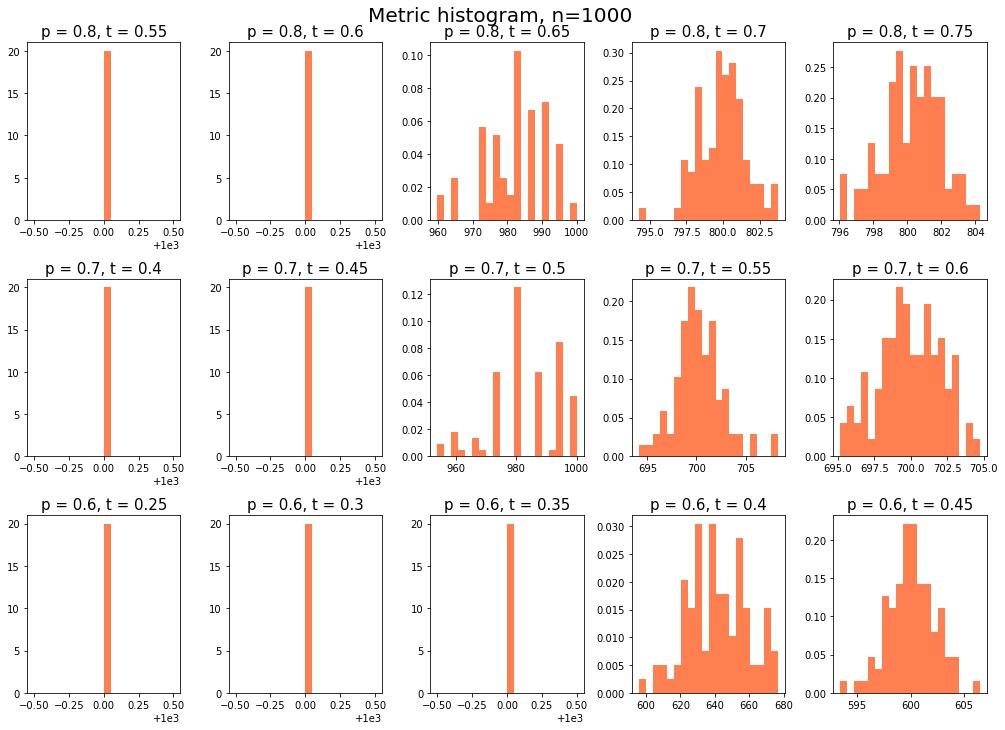 Metric histogram, n=1000
p = 0.8, t = 0.55
20
15
10
5
0
−0.50 −0.25 0.00 0.25 0.50
+1e3
p = 0.8, t = 0.6
20
15
10
5
0
−0.50 −0.25 0.00 0.25 0.50
+1e3
p = 0.8, t = 0.65
0.10
0.08
0.06
0.04
0.02
0.00
960 970 980 990 1000
p = 0.8, t = 0.7
0.30
0.25
0.20
0.15
0.10
0.05
0.00
795.0 797.5 800.0 802.5
p = 0.8, t = 0.75
0.25
0.20
0.15
0.10
0.05
0.00
796 798 800 802 804
p = 0.7, t = 0.4
20
15
10
5
0
−0.50 −0.25 0.00 0.25 0.50
+1e3
p = 0.7, t = 0.45
20
15
10
5
0
−0.50 −0.25 0.00 0.25 0.50
+1e3
p = 0.7, t = 0.5
0.12
0.10
0.08
0.06
0.04
0.02
0.00
960 980 1000
p = 0.7, t = 0.55
0.20
0.15
0.10
0.05
0.00
695 700 705
p = 0.7, t = 0.6
0.20
0.15
0.10
0.05
0.00
695.0 697.5 700.0 702.5 705.0
p = 0.6, t = 0.25
20
15
10
5
0
−0.50 −0.25 0.00 0.25 0.50
+1e3
p = 0.6, t = 0.3
20
15
10
5
0
−0.50 −0.25 0.00 0.25 0.50
+1e3
p = 0.6, t = 0.35
20
15
10
5
0
−0.50 −0.25 0.00 0.25 0.50
+1e3
p = 0.6, t = 0.4
0.030
0.025
0.020
0.015
0.010
0.005
0.000
600 620 640 660 680
p = 0.6, t = 0.45
0.20
0.15
0.10
0.05
0.00
595 600 605